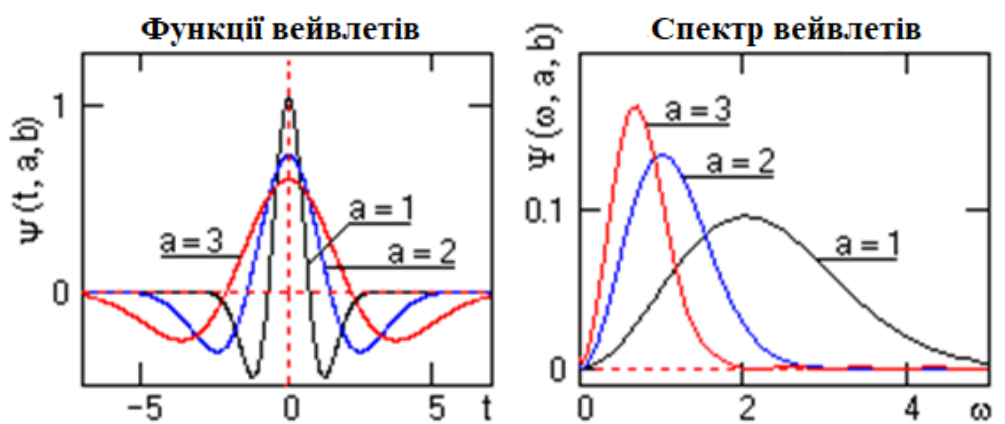 Функції вейвлетів
Ψ(t, a, b)
1
0
a = 3
a = 1
a = 2
−5
0
5
t
Спектр вейвлетів
Ψ(ω, a, b)
0.1
0
a = 3
a = 2
a = 1
0
2
4
ω